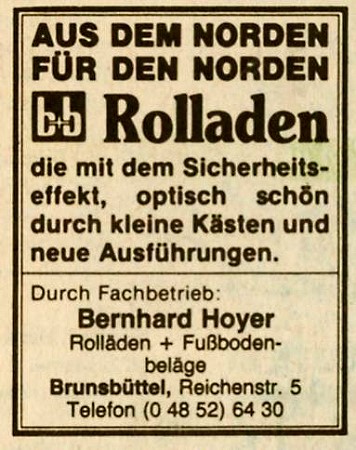 AUS DEM NORDEN
FÜR DEN NORDEN
b+b Rolladen
die mit dem Sicherheits-
effekt, optisch schön
durch kleine Kästen und
neue Ausführungen.
Durch Fachbetrieb:
Bernhard Hoyer
Rolläden + Fußboden-
beläge
Brunsbüttel, Reichenstr. 5
Telefon (0 48 52) 64 30